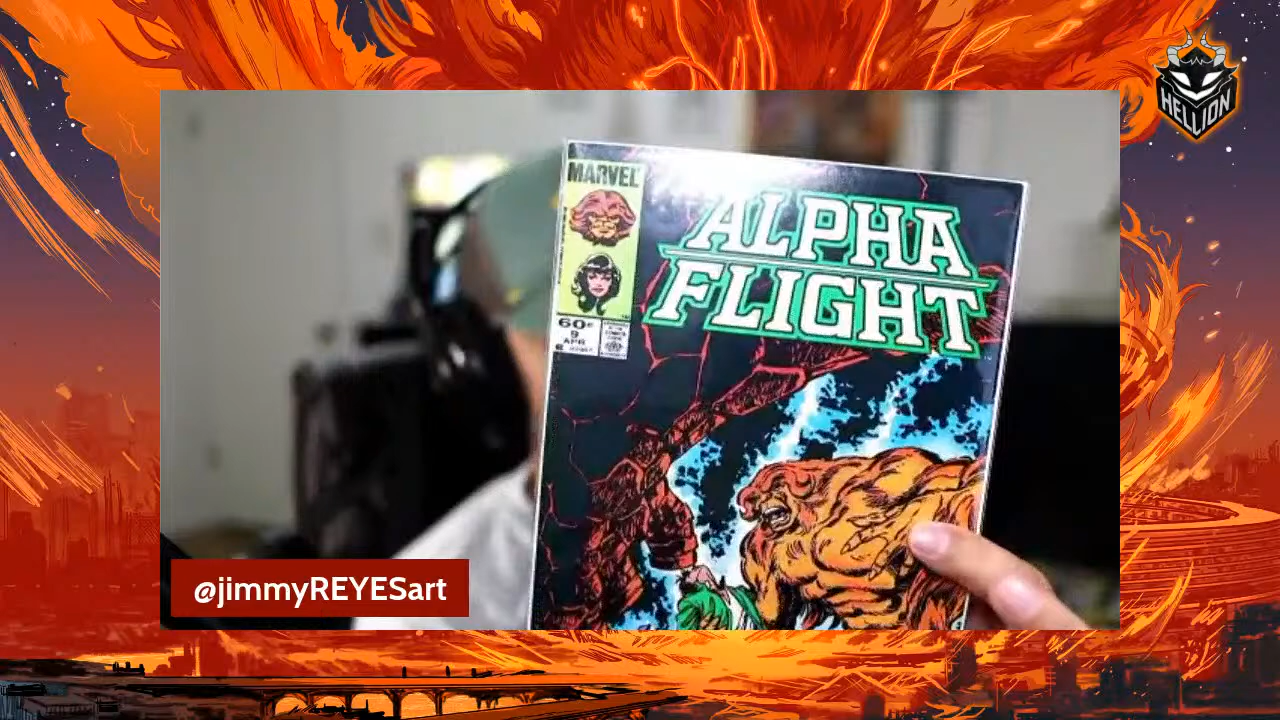 HELLION
MARVEL
ALPHA
FLIGHT
60¢
9
APR
@jimmyREYESart